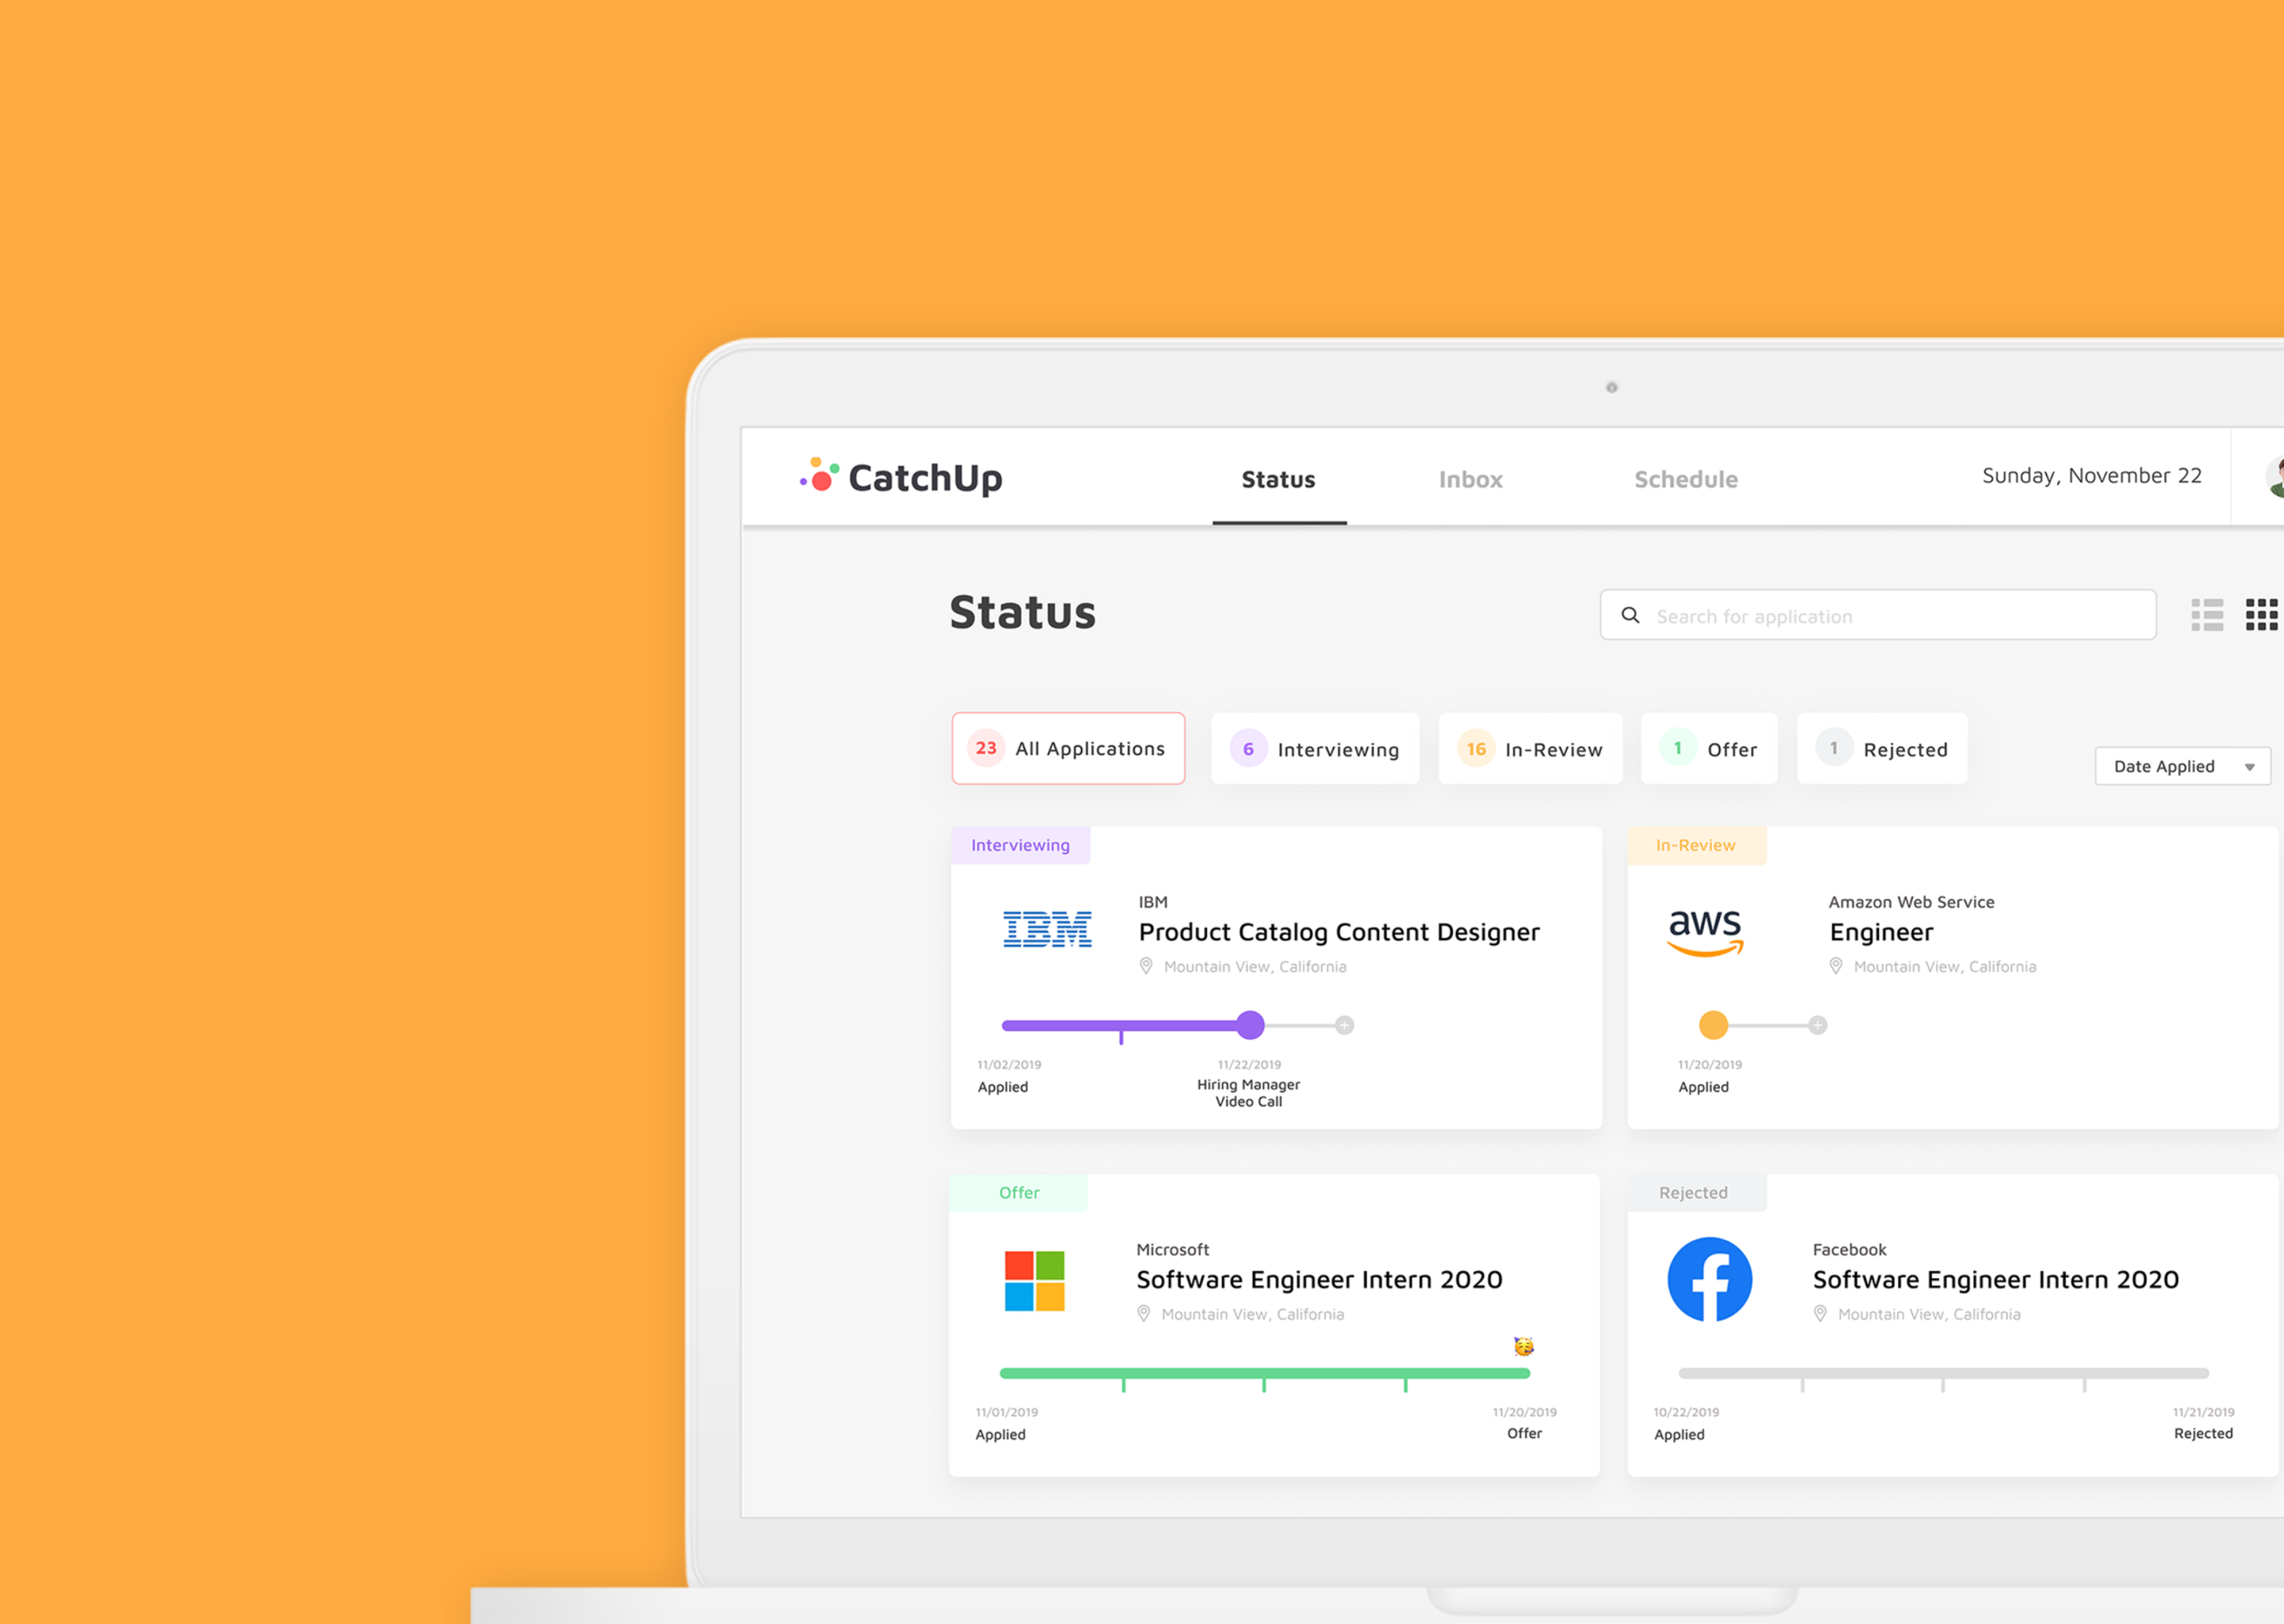 CatchUp
Status
Inbox
Schedule
Sunday, November 22
Status
Search for application
23 All Applications
6 Interviewing
16 In-Review
1 Offer
1 Rejected
Date Applied
Interviewing
IBM
IBM
Product Catalog Content Designer
Mountain View, California
11/02/2019
Applied
11/22/2019
Hiring Manager
Video Call
In-Review
aws
Amazon Web Service
Engineer
Mountain View, California
11/20/2019
Applied
Offer
Microsoft
Software Engineer Intern 2020
Mountain View, California
11/01/2019
Applied
11/20/2019
Offer
Rejected
Facebook
Software Engineer Intern 2020
Mountain View, California
10/22/2019
Applied
11/21/2019
Rejected